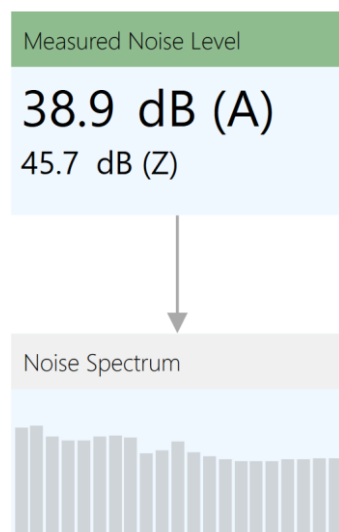 Measured Noise Level
38.9 dB (A)
45.7 dB (Z)
Noise Spectrum